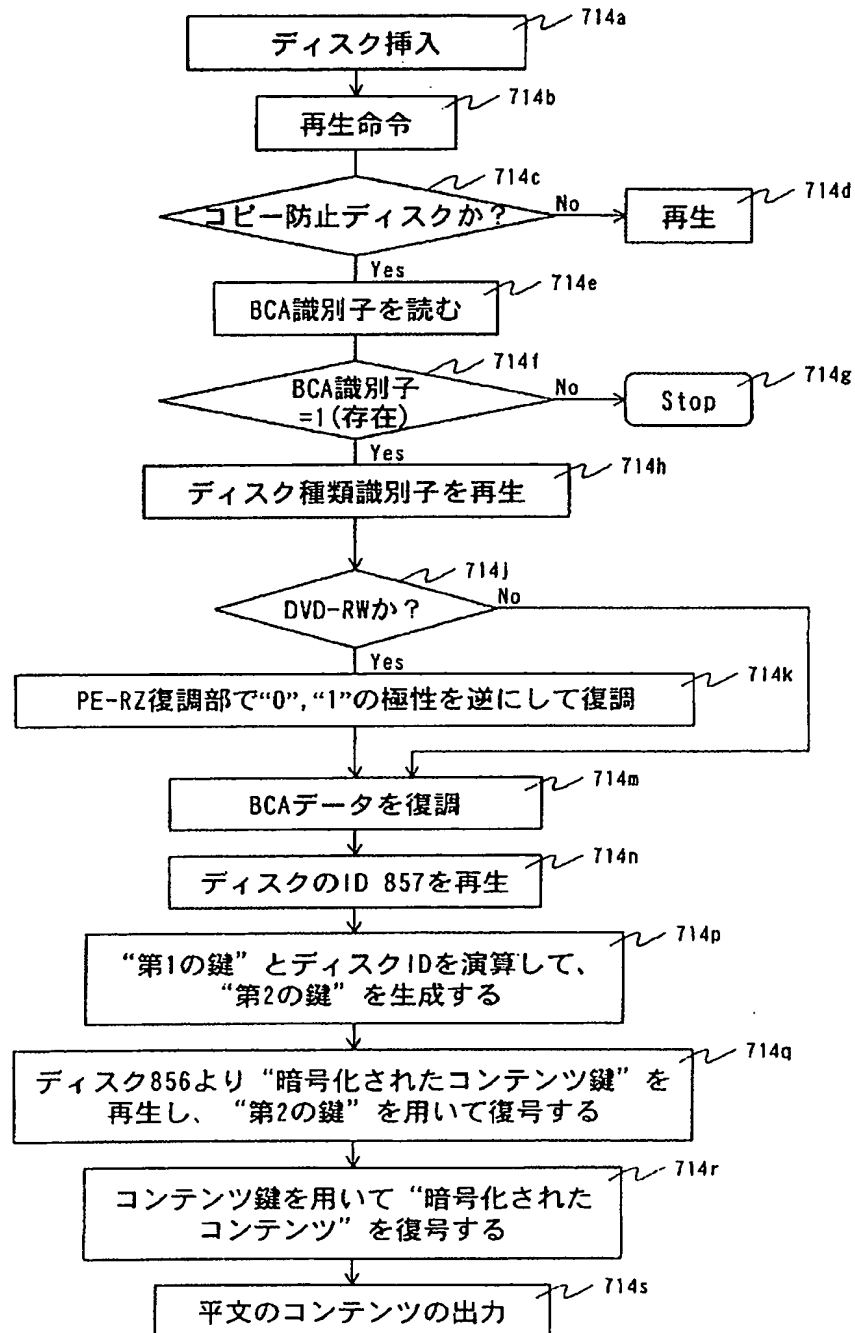 ディスク挿入
714a
再生命令
714b
コピー防止ディスクか？
714c
No
再生
714d
Yes
BCA識別子を読む
714e
BCA識別子
=1(存在)
714f
No
Stop
714g
Yes
ディスク種類識別子を再生
714h
DVD-RWか？
714j
No
Yes
PE-RZ復調部で“0”,“1”の極性を逆にして復調
714k
BCAデータを復調
714m
ディスクのID 857を再生
714n
“第1の鍵”とディスクIDを演算して、
“第2の鍵”を生成する
714p
ディスク856より“暗号化されたコンテンツ鍵”を
再生し、“第2の鍵”を用いて復号する
714q
コンテンツ鍵を用いて“暗号化された
コンテンツ”を復号する
714r
平文のコンテンツの出力
714s